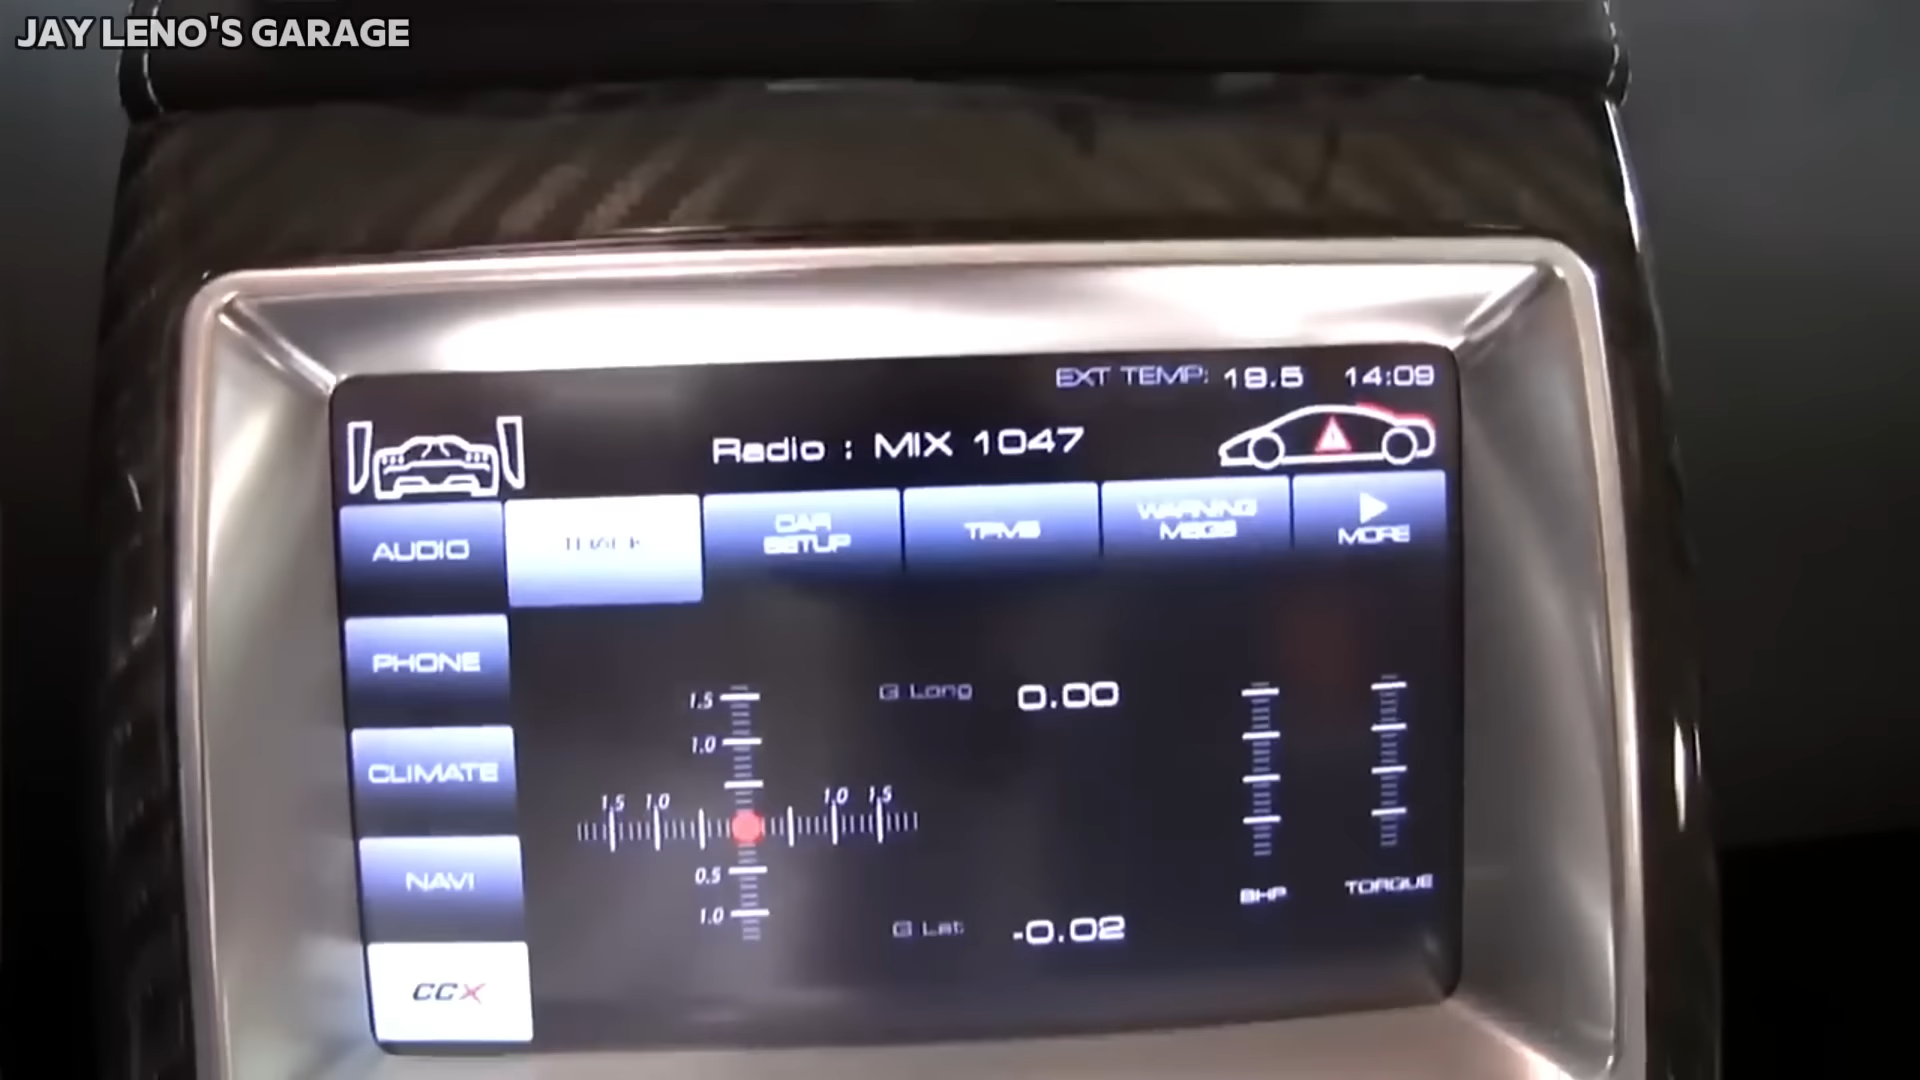 JAY LENO'S GARAGE
EXT TEMP: 19.5 14:09
Radio : MIX 1047
AUDIO
TRACK
CAR
SETUP
TPMS
WARNING
MSGS
MORE
PHONE
CLIMATE
NAVI
CCX
1.5
1.0
1.5 1.0 1.0 1.5
0.5
1.0
G Long 0.00
G Lat -0.02
BHP
TORQUE